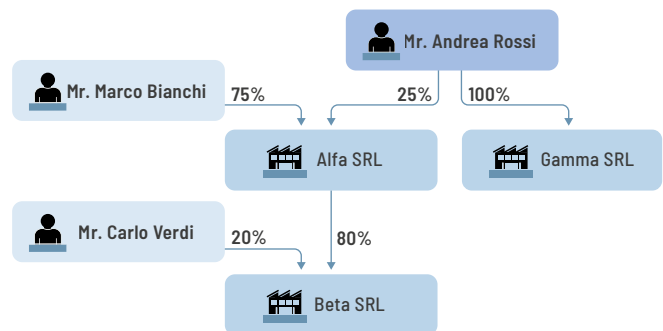 Mr. Andrea Rossi
Mr. Marco Bianchi
75%
25%
100%
Alfa SRL
Gamma SRL
Mr. Carlo Verdi
20%
80%
Beta SRL